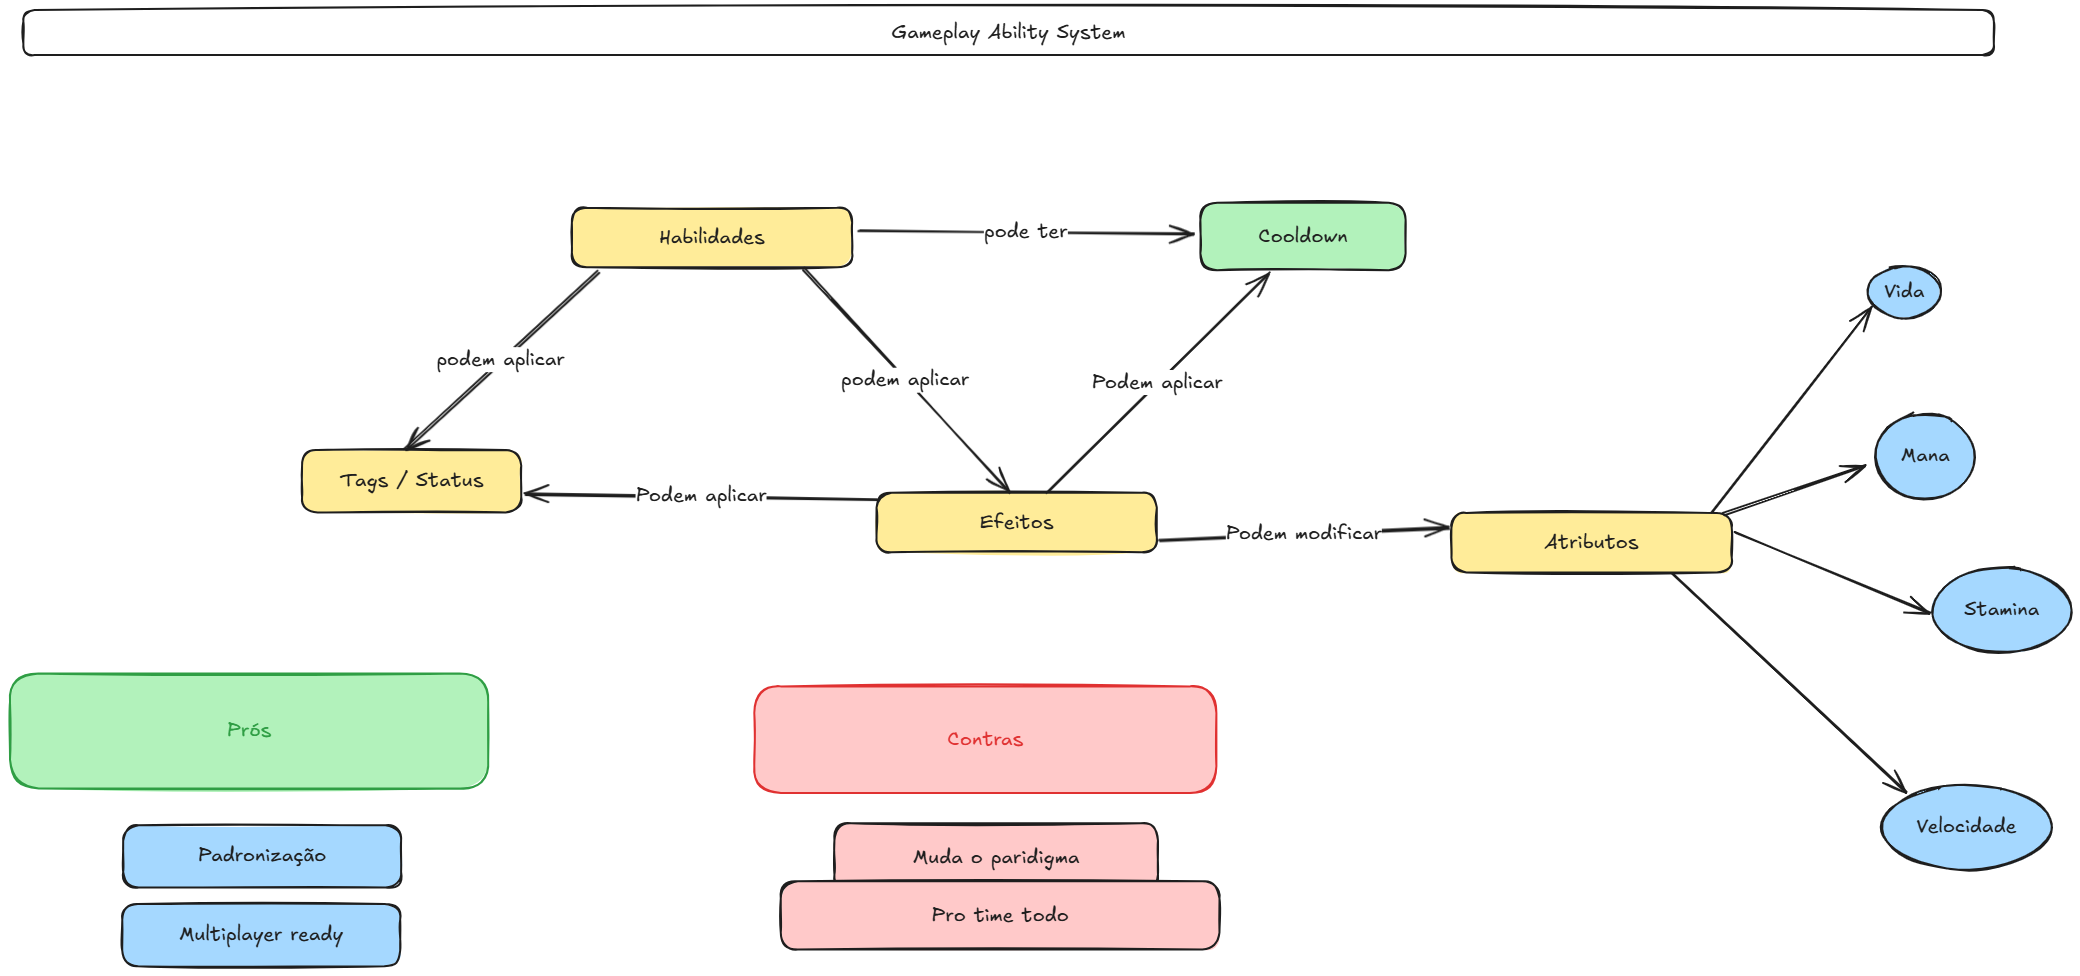 Gameplay Ability System
Habilidades
pode ter
Cooldown
Vida
podem aplicar
podem aplicar
Podem aplicar
Mana
Tags / Status
Podem aplicar
Efeitos
Podem modificar
Atributos
Stamina
Prós
Contras
Velocidade
Padronização
Muda o paridigma
Multiplayer ready
Pro time todo